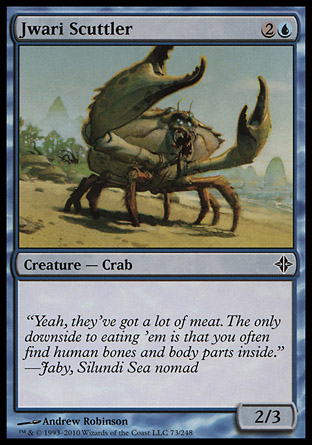 Jwari Scuttler 2
Creature — Crab
“Yeah, they’ve got a lot of meat. The only
downside to eating ’em is that you often
find human bones and body parts inside.”
—Jaby, Silundi Sea nomad
Andrew Robinson
™ & © 1993–2010 Wizards of the Coast LLC 73/248
2/3